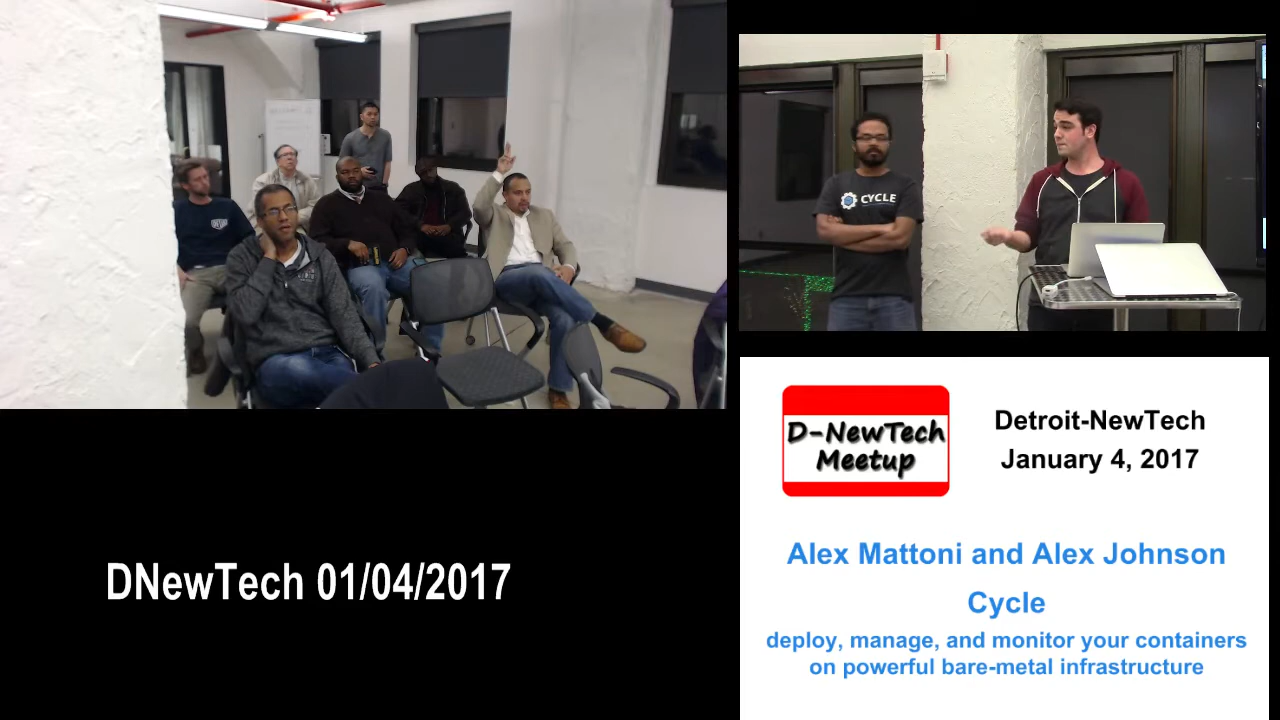 CYCLE
D-NewTech
Meetup
Detroit-NewTech
January 4, 2017
Alex Mattoni and Alex Johnson
Cycle
deploy, manage, and monitor your containers
on powerful bare-metal infrastructure
DNewTech 01/04/2017